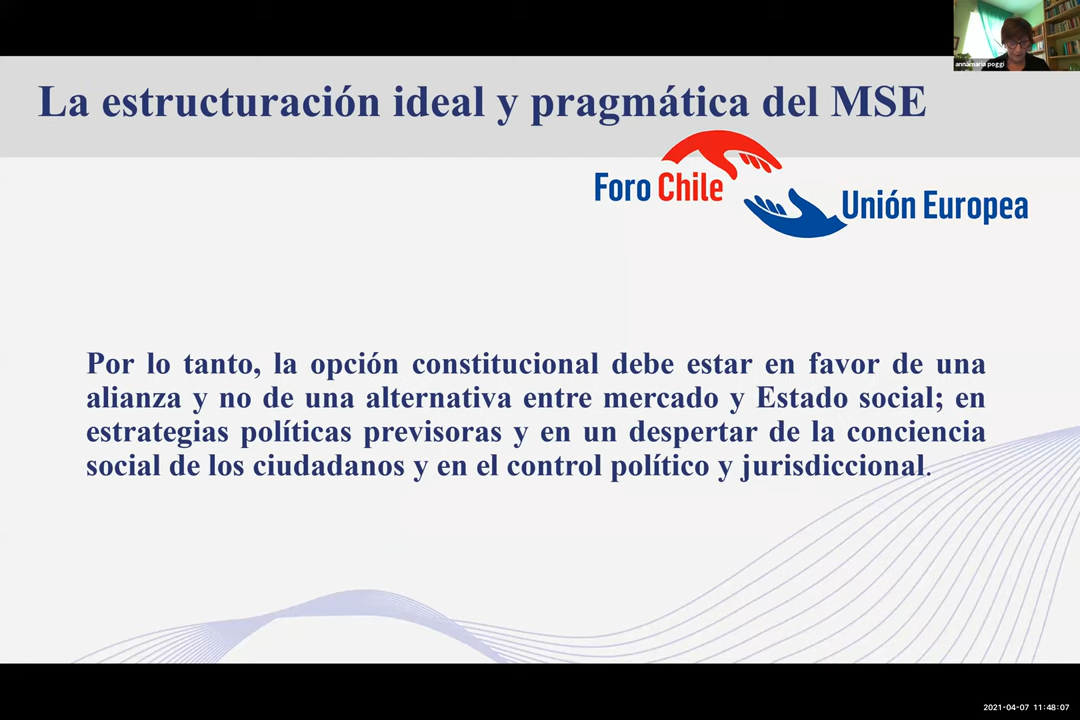 annamaria poggi
La estructuración ideal y pragmática del MSE
Foro Chile
Unión Europea
Por lo tanto, la opción constitucional debe estar en favor de una
alianza y no de una alternativa entre mercado y Estado social; en
estrategias políticas previsoras y en un despertar de la conciencia
social de los ciudadanos y en el control político y jurisdiccional.
2021-04-07 11:48:07